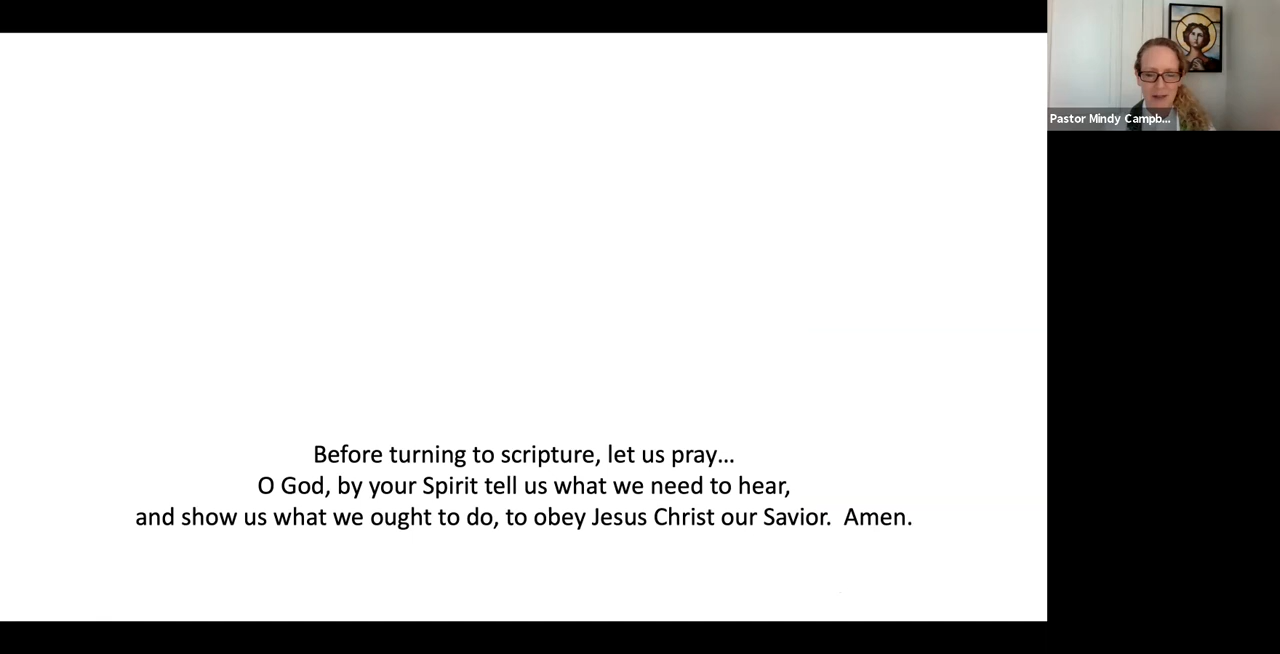 Pastor Mindy Campb...
Before turning to scripture, let us pray...
O God, by your Spirit tell us what we need to hear,
and show us what we ought to do, to obey Jesus Christ our Savior.  Amen.